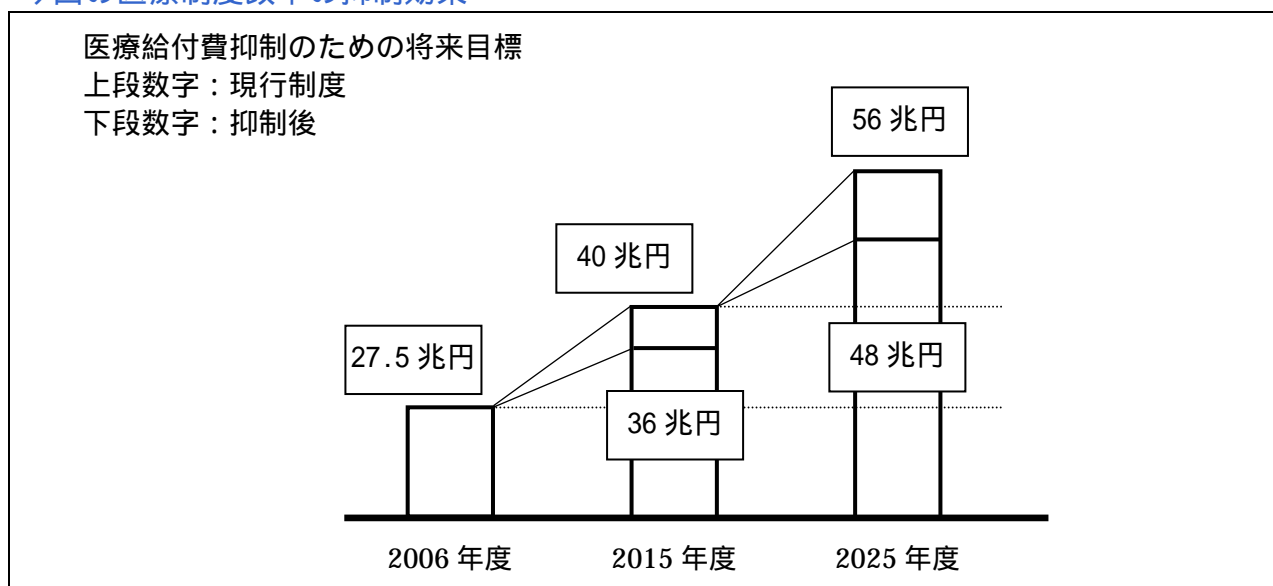 医療給付費抑制のための将来目標
上段数字：現行制度
下段数字：抑制後
56 兆円
40 兆円
27.5 兆円
48 兆円
36 兆円
2006 年度
2015 年度
2025 年度